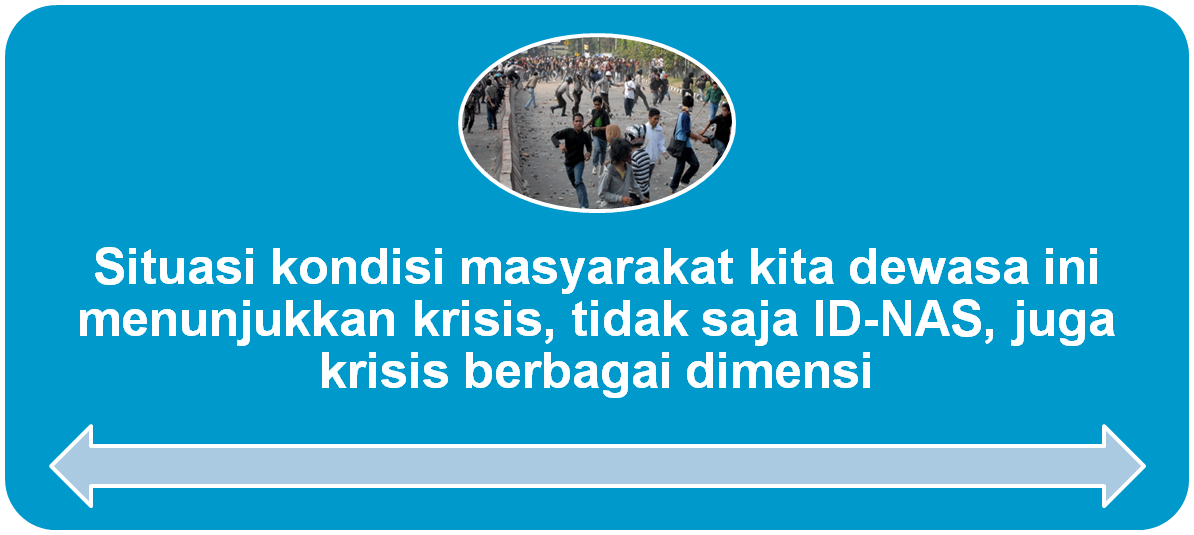 Situasi kondisi masyarakat kita dewasa ini
menunjukkan krisis, tidak saja ID-NAS, juga
krisis berbagai dimensi